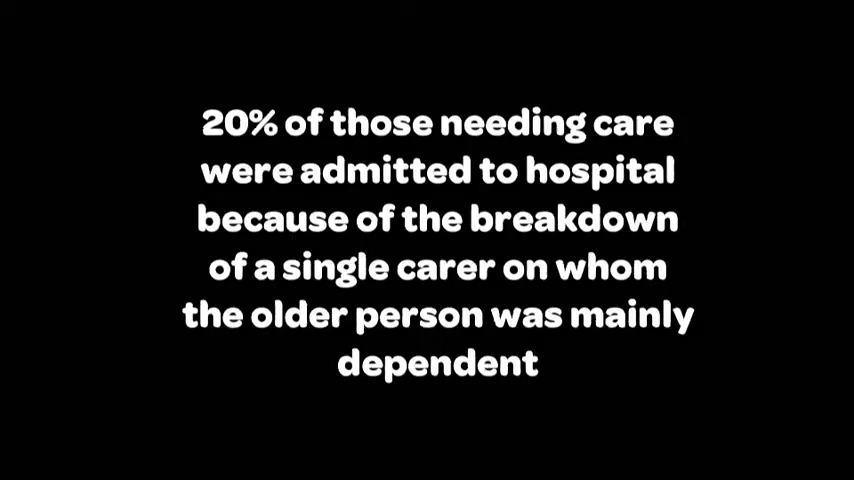 20% of those needing care
were admitted to hospital
because of the breakdown
of a single carer on whom
the older person was mainly
dependent